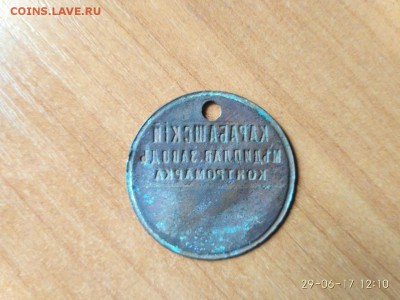 COINS.LAVE.RU
КАРАБАШСКІЙ
МѢДИПЛАВ. ЗАВОДЪ
КОНТРОМАРКА
29-06-17 12:10